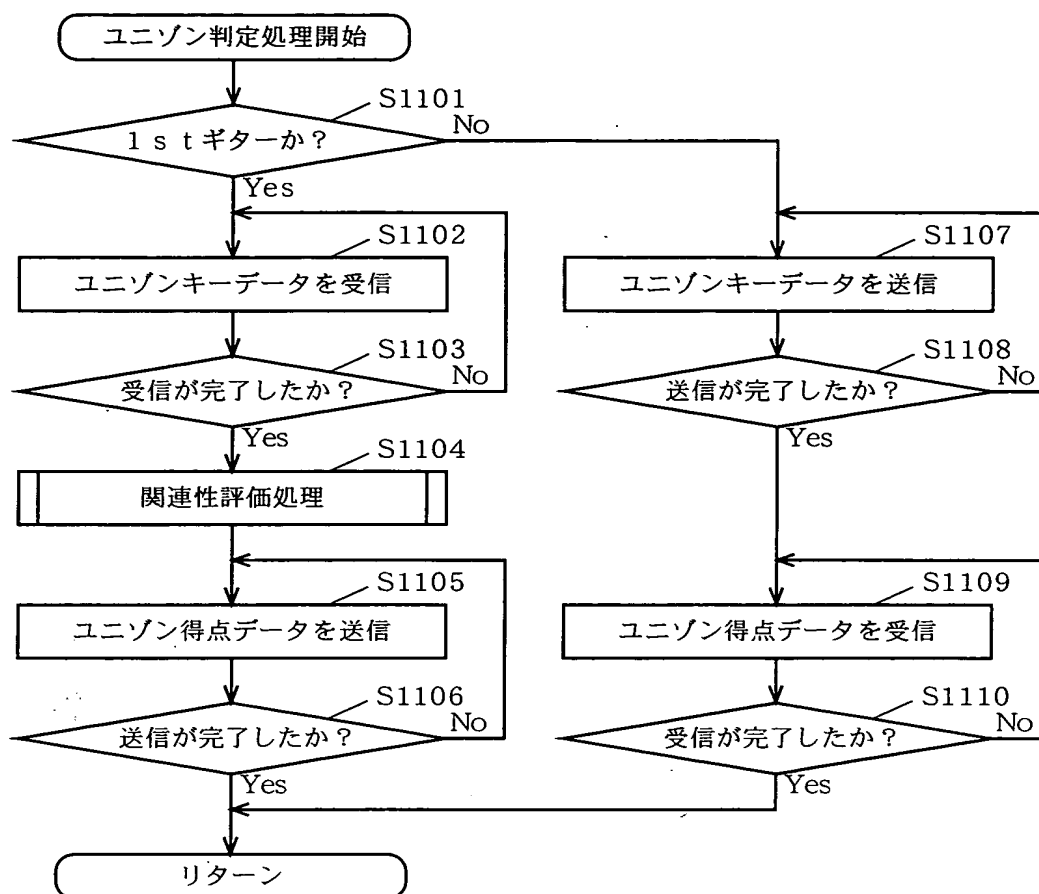 ユニゾン判定処理開始
S1101
1stギターか?
No
Yes
S1102
ユニゾンキーデータを受信
S1103
受信が完了したか?
No
Yes
S1104
関連性評価処理
S1105
ユニゾン得点データを送信
S1106
送信が完了したか?
No
Yes
S1107
ユニゾンキーデータを送信
S1108
送信が完了したか?
No
Yes
S1109
ユニゾン得点データを受信
S1110
受信が完了したか?
No
Yes
リターン